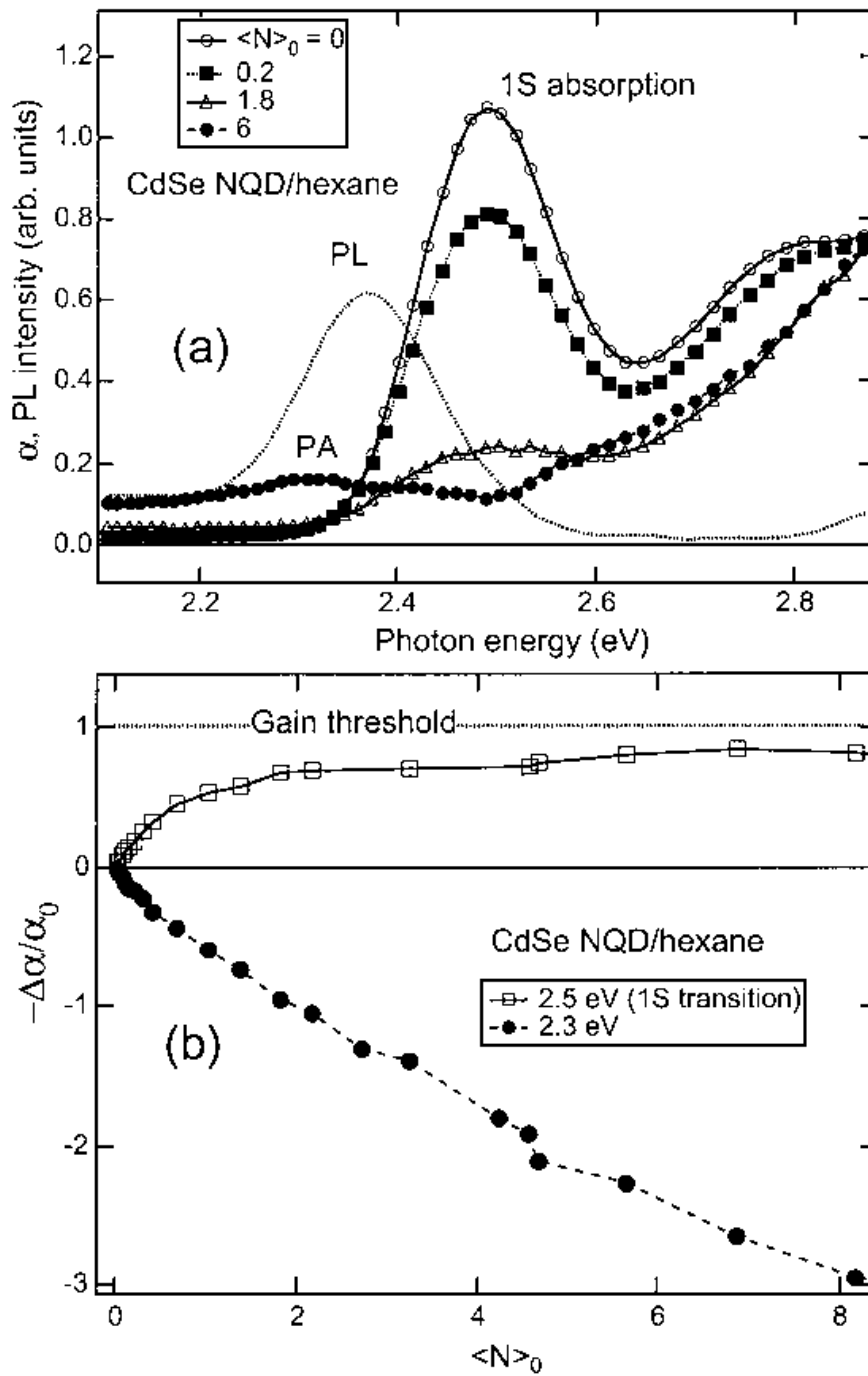 <N>₀ = 0
0.2
1.8
6
1S absorption
CdSe NQD/hexane
PL
(a)
PA
α, PL intensity (arb. units)
1.2
1.0
0.8
0.6
0.4
0.2
0.0
2.2 2.4 2.6 2.8
Photon energy (eV)
Gain threshold
1
0
-1
-2
-3
−Δα/α₀
CdSe NQD/hexane
2.5 eV (1S transition)
2.3 eV
(b)
0 2 4 6 8
<N>₀